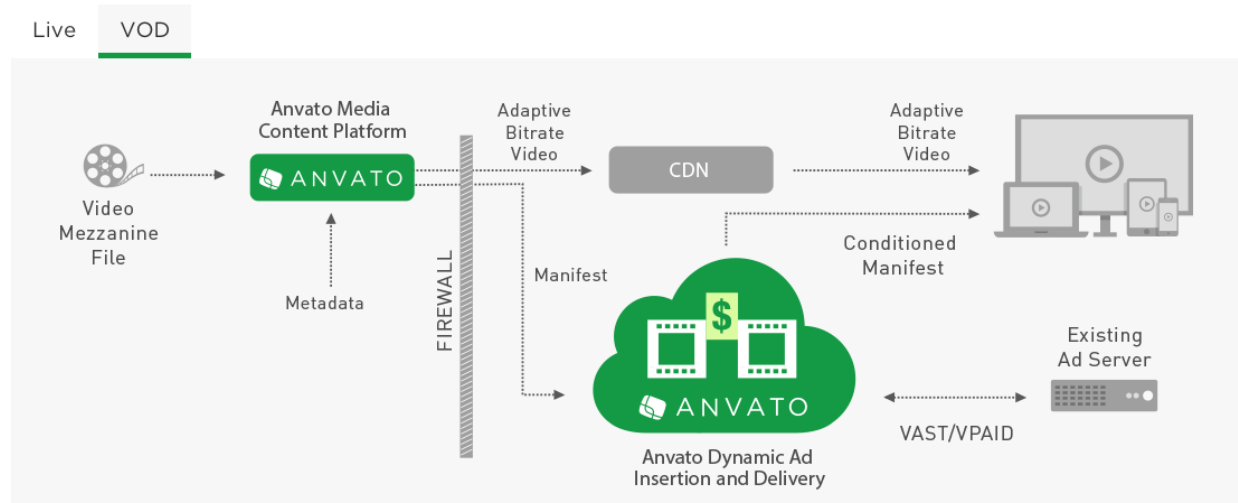 Live
VOD
Anvato Media
Content Platform
ANVATO
Video
Mezzanine
File
Metadata
FIREWALL
Adaptive
Bitrate
Video
CDN
Adaptive
Bitrate
Video
Manifest
Conditioned
Manifest
$
ANVATO
Anvato Dynamic Ad
Insertion and Delivery
VAST/VPAID
Existing
Ad Server